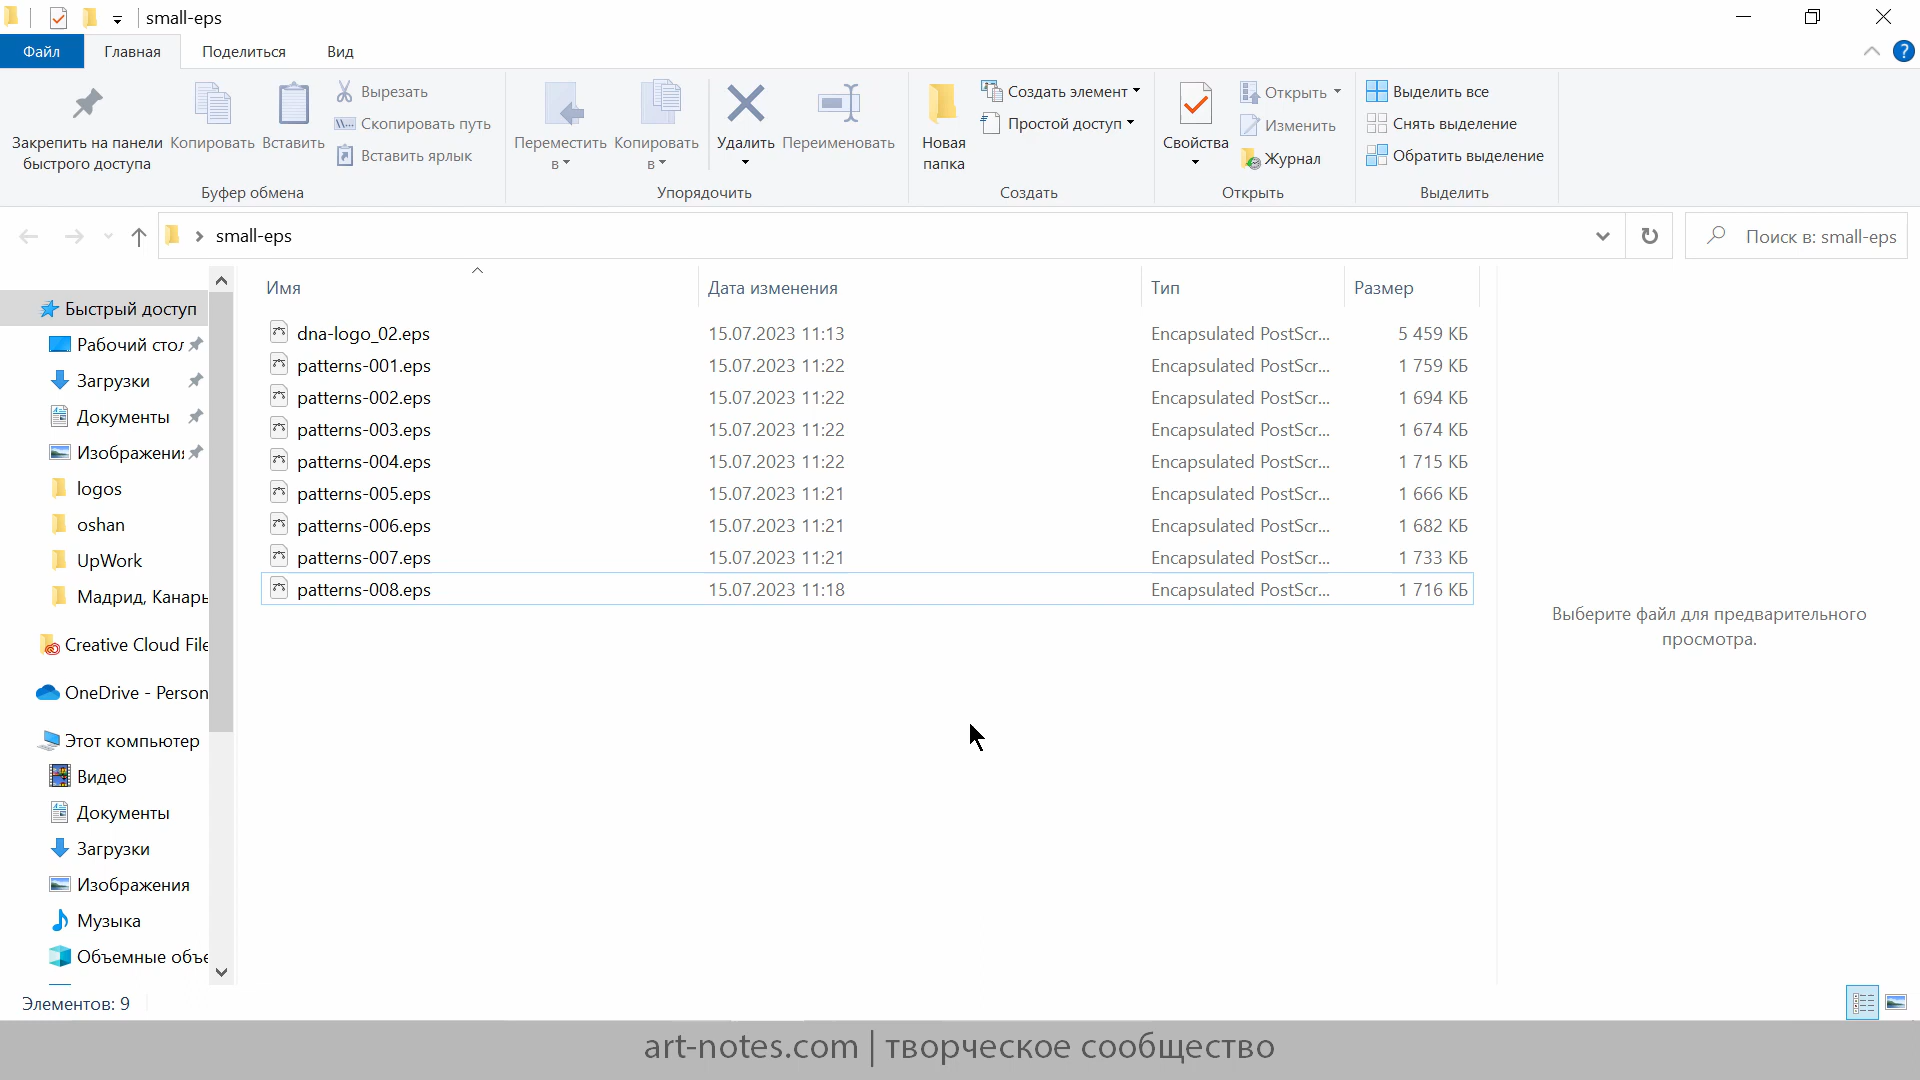 small-eps
Файл
Главная
Поделиться
Вид
Закрепить на панели
быстрого доступа
Копировать
Вставить
Вырезать
Скопировать путь
Вставить ярлык
Буфер обмена
Переместить
в
Копировать
в
Удалить
Переименовать
Упорядочить
Новая
папка
Создать элемент
Простой доступ
Создать
Свойства
Открыть
Изменить
Журнал
Открыть
Выделить все
Снять выделение
Обратить выделение
Выделить
small-eps
Поиск в: small-eps
Имя
Дата изменения
Тип
Размер
dna-logo_02.eps 15.07.2023 11:13 Encapsulated PostScr... 5 459 КБ
patterns-001.eps 15.07.2023 11:22 Encapsulated PostScr... 1 759 КБ
patterns-002.eps 15.07.2023 11:22 Encapsulated PostScr... 1 694 КБ
patterns-003.eps 15.07.2023 11:22 Encapsulated PostScr... 1 674 КБ
patterns-004.eps 15.07.2023 11:22 Encapsulated PostScr... 1 715 КБ
patterns-005.eps 15.07.2023 11:21 Encapsulated PostScr... 1 666 КБ
patterns-006.eps 15.07.2023 11:21 Encapsulated PostScr... 1 682 КБ
patterns-007.eps 15.07.2023 11:21 Encapsulated PostScr... 1 733 КБ
patterns-008.eps 15.07.2023 11:18 Encapsulated PostScr... 1 716 КБ
Быстрый доступ
Рабочий стол
Загрузки
Документы
Изображени
logos
oshan
UpWork
Мадрид, Канары
Creative Cloud File
OneDrive - Person
Этот компьютер
Видео
Документы
Загрузки
Изображения
Музыка
Объемные объе
Выберите файл для предварительного
просмотра.
Элементов: 9
art-notes.com | творческое сообщество